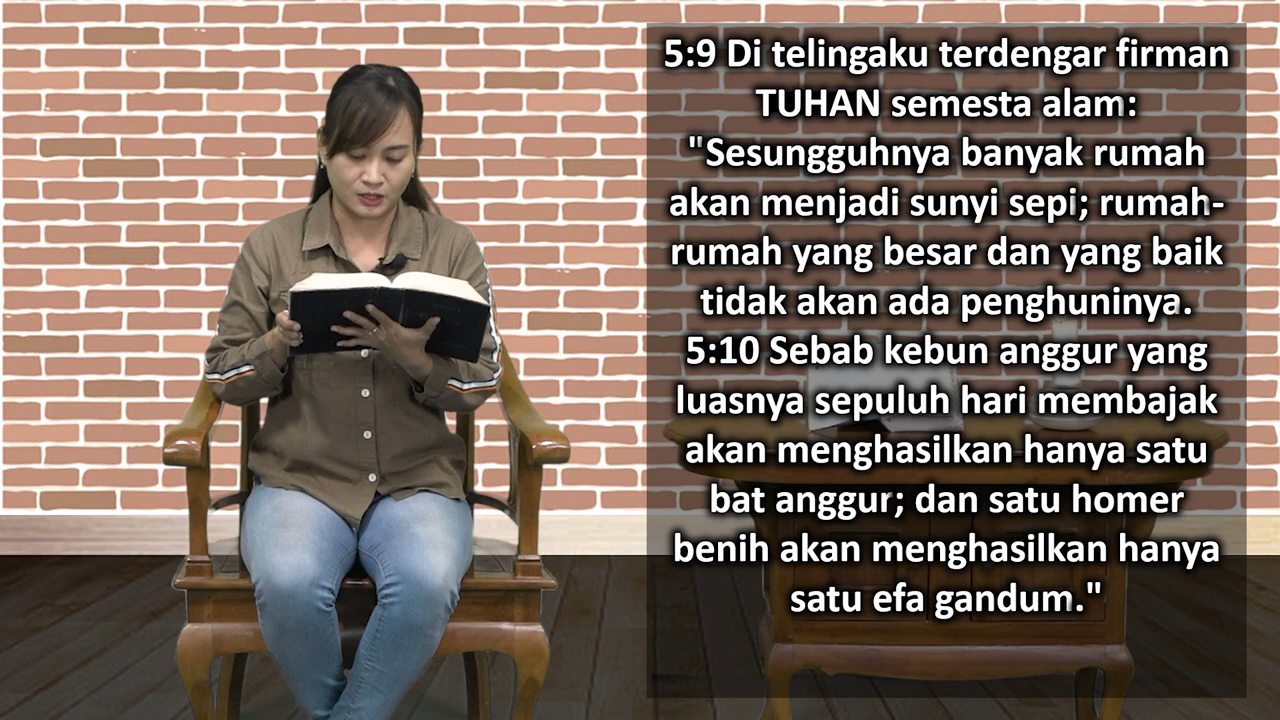 5:9 Di telingaku terdengar firman
TUHAN semesta alam:
"Sesungguhnya banyak rumah
akan menjadi sunyi sepi; rumah-
rumah yang besar dan yang baik
tidak akan ada penghuninya.
5:10 Sebab kebun anggur yang
luasnya sepuluh hari membajak
akan menghasilkan hanya satu
bat anggur; dan satu homer
benih akan menghasilkan hanya
satu efa gandum."